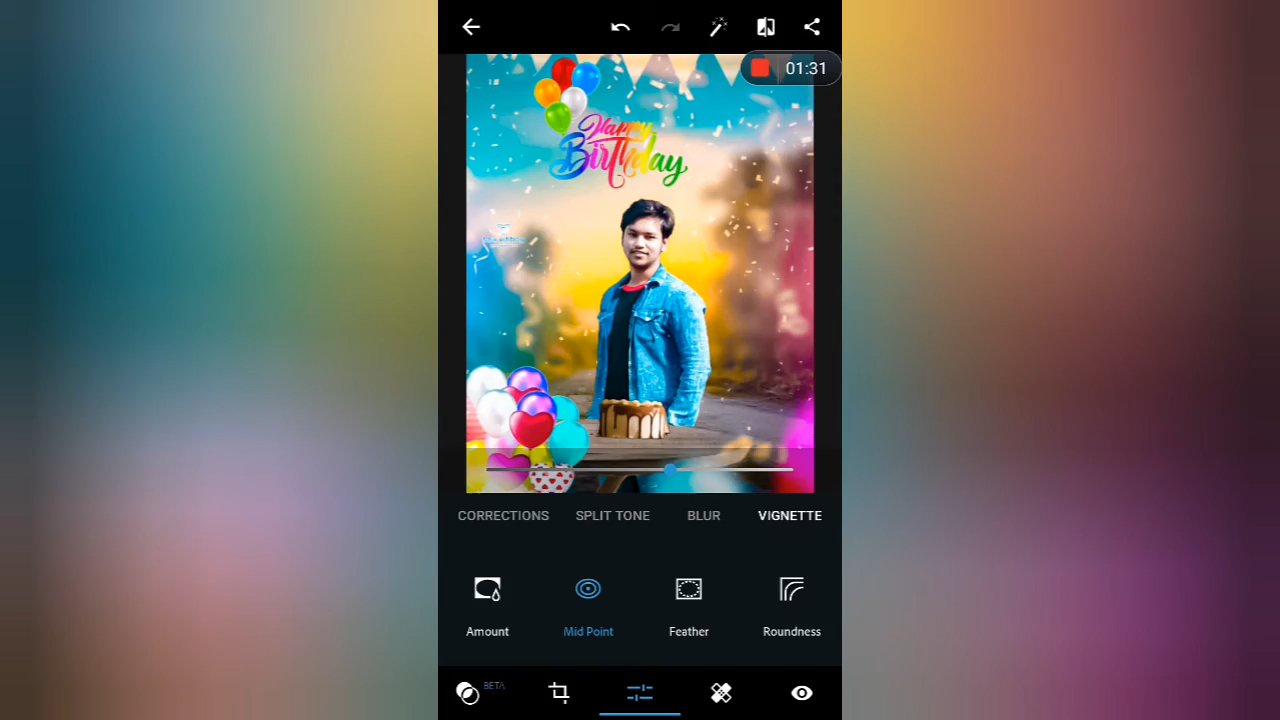 01:31
Happy
Birthday
CORRECTIONS SPLIT TONE BLUR VIGNETTE
Amount Mid Point Feather Roundness
BETA